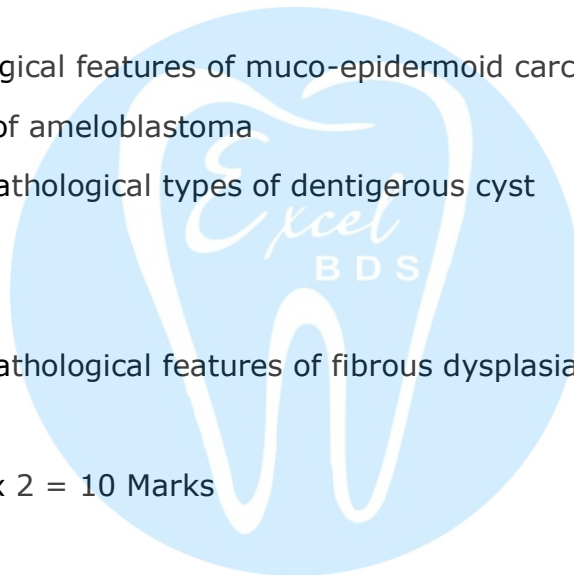 gical features of muco-epidermoid carc
of ameloblastoma
athological types of dentigerous cyst
Excel
BDS
athological features of fibrous dysplasia
x 2 = 10 Marks